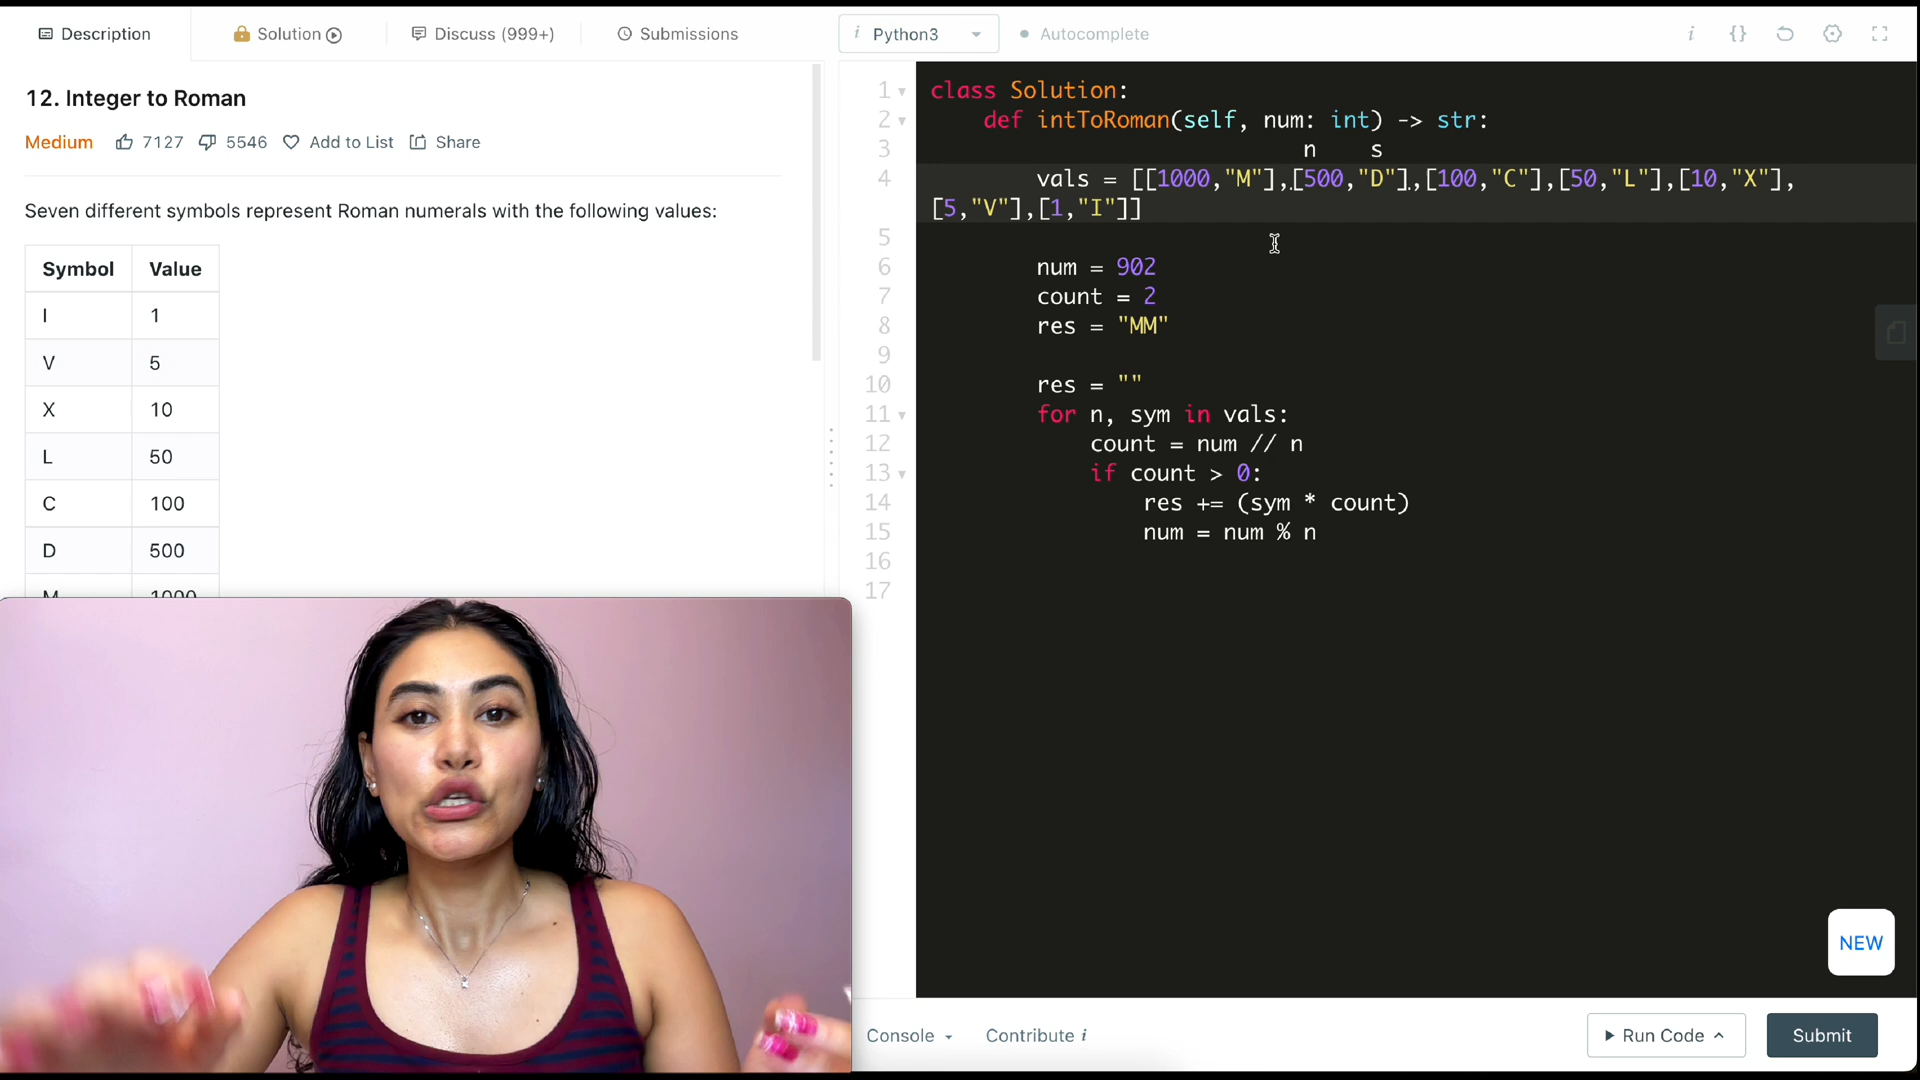 Description
Solution
Discuss (999+)
Submissions
i Python3
Autocomplete
i {}
12. Integer to Roman
Medium 7127 5546 Add to List Share
Seven different symbols represent Roman numerals with the following values:
Symbol Value
I 1
V 5
X 10
L 50
C 100
D 500
M 1000
1 class Solution:
2 def intToRoman(self, num: int) -> str:
3 n s
4 vals = [[1000,"M"],[500,"D"],[100,"C"],[50,"L"],[10,"X"],
[5,"V"],[1,"I"]]
5
6 num = 902
7 count = 2
8 res = "MM"
9
10 res = ""
11 for n, sym in vals:
12 count = num // n
13 if count > 0:
14 res += (sym * count)
15 num = num % n
16
17
NEW
Console
Contribute i
Run Code
Submit